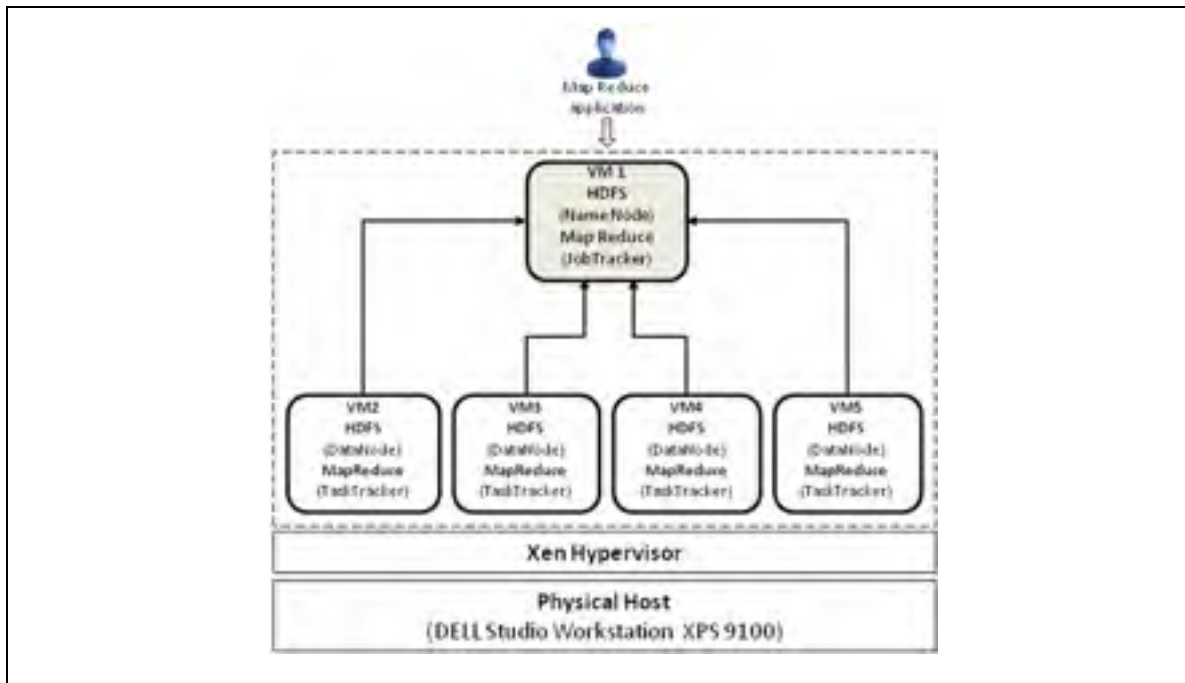 Map Reduce
application
VM 1
HDFS
(NameNode)
Map Reduce
(JobTracker)
VM2
HDFS
(DataNode)
MapReduce
(TaskTracker)
VM3
HDFS
(DataNode)
MapReduce
(TaskTracker)
VM4
HDFS
(DataNode)
MapReduce
(TaskTracker)
VM5
HDFS
(DataNode)
MapReduce
(TaskTracker)
Xen Hypervisor
Physical Host
(DELL Studio Workstation XPS 9100)